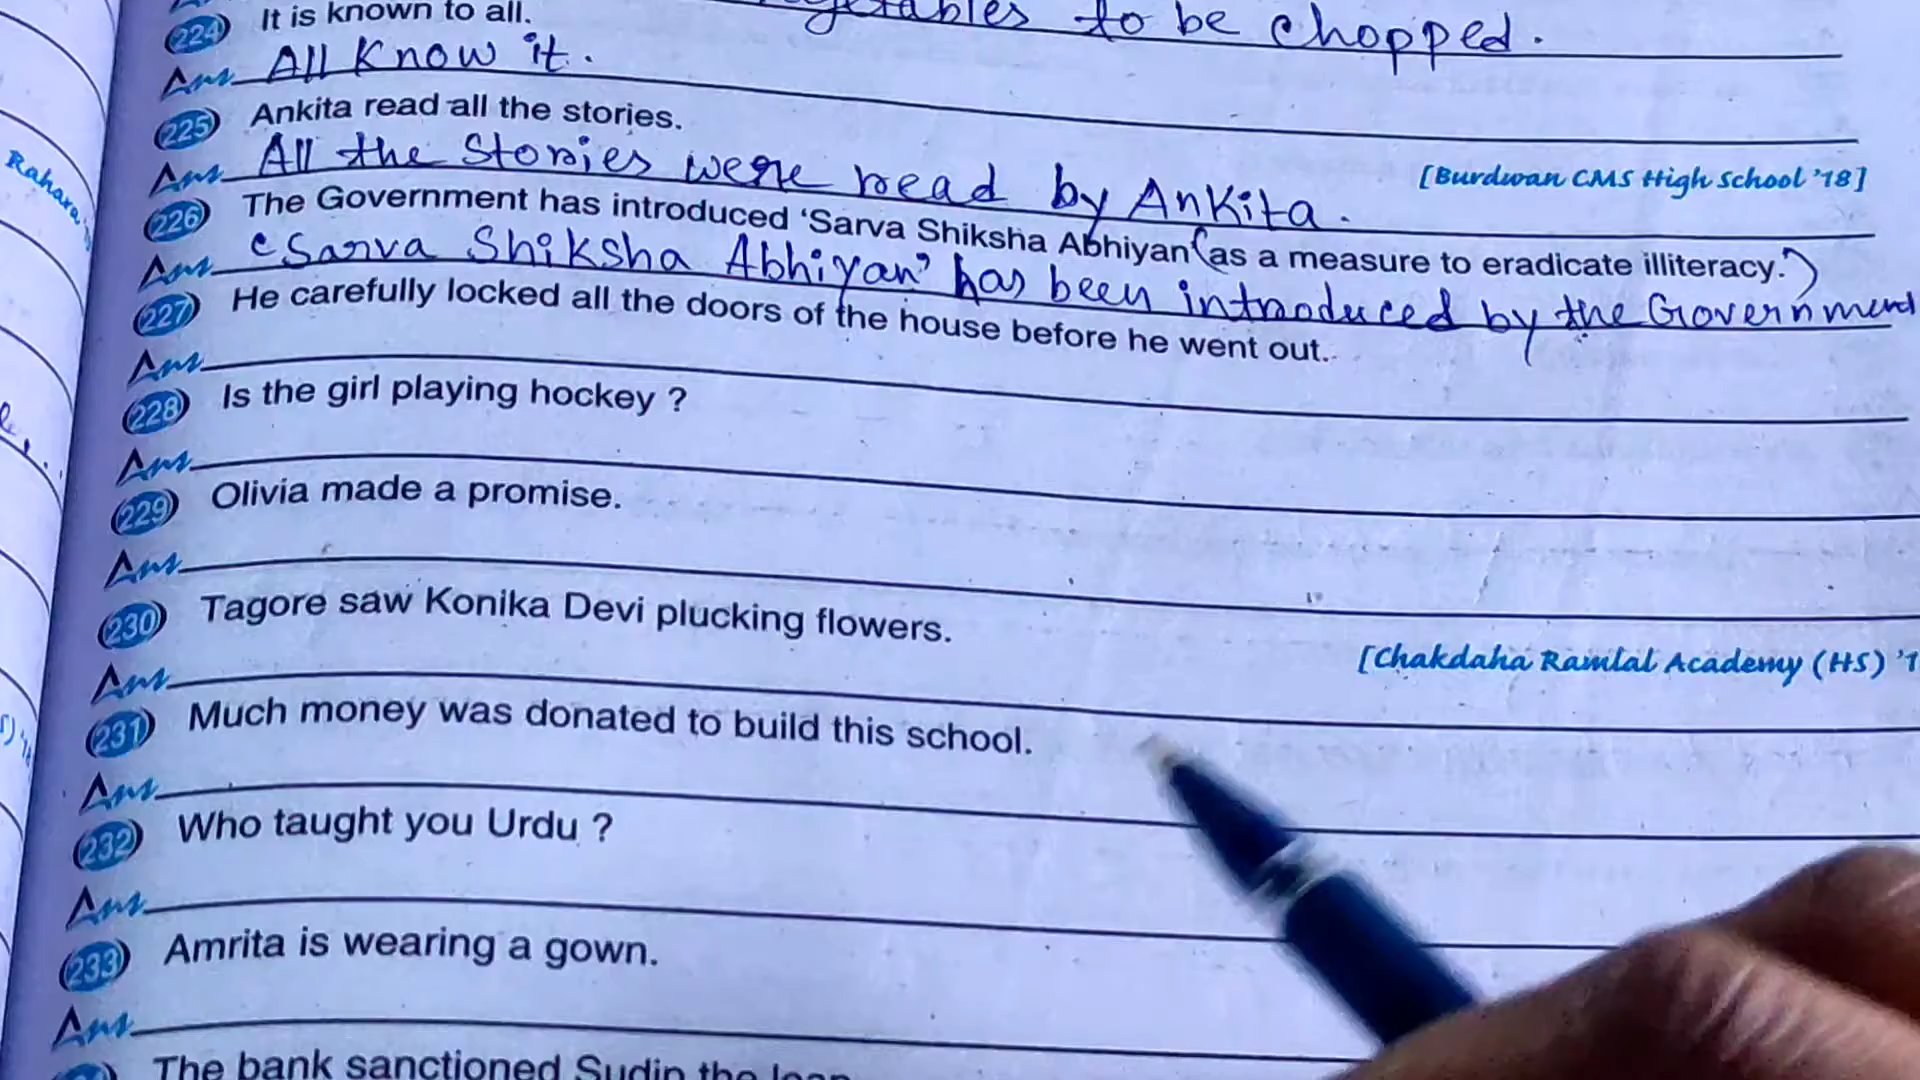 vegetables to be chopped.
224 It is known to all.
Ans All know it.
225 Ankita read all the stories.
Ans All the Stories were read by Ankita.
[Burdwan CMS High School '18]
226 The Government has introduced 'Sarva Shiksha Abhiyan (as a measure to eradicate illiteracy.')
Ans 'Sarva Shiksha Abhiyan' has been introduced by the Government
227 He carefully locked all the doors of the house before he went out.
Ans
228 Is the girl playing hockey ?
Ans
229 Olivia made a promise.
Ans
230 Tagore saw Konika Devi plucking flowers.
[Chakdaha Ramlal Academy (HS) '1
Ans
231 Much money was donated to build this school.
Ans
232 Who taught you Urdu ?
Ans
233 Amrita is wearing a gown.
Ans
The bank sanctioned Sudip the loan
Rahara